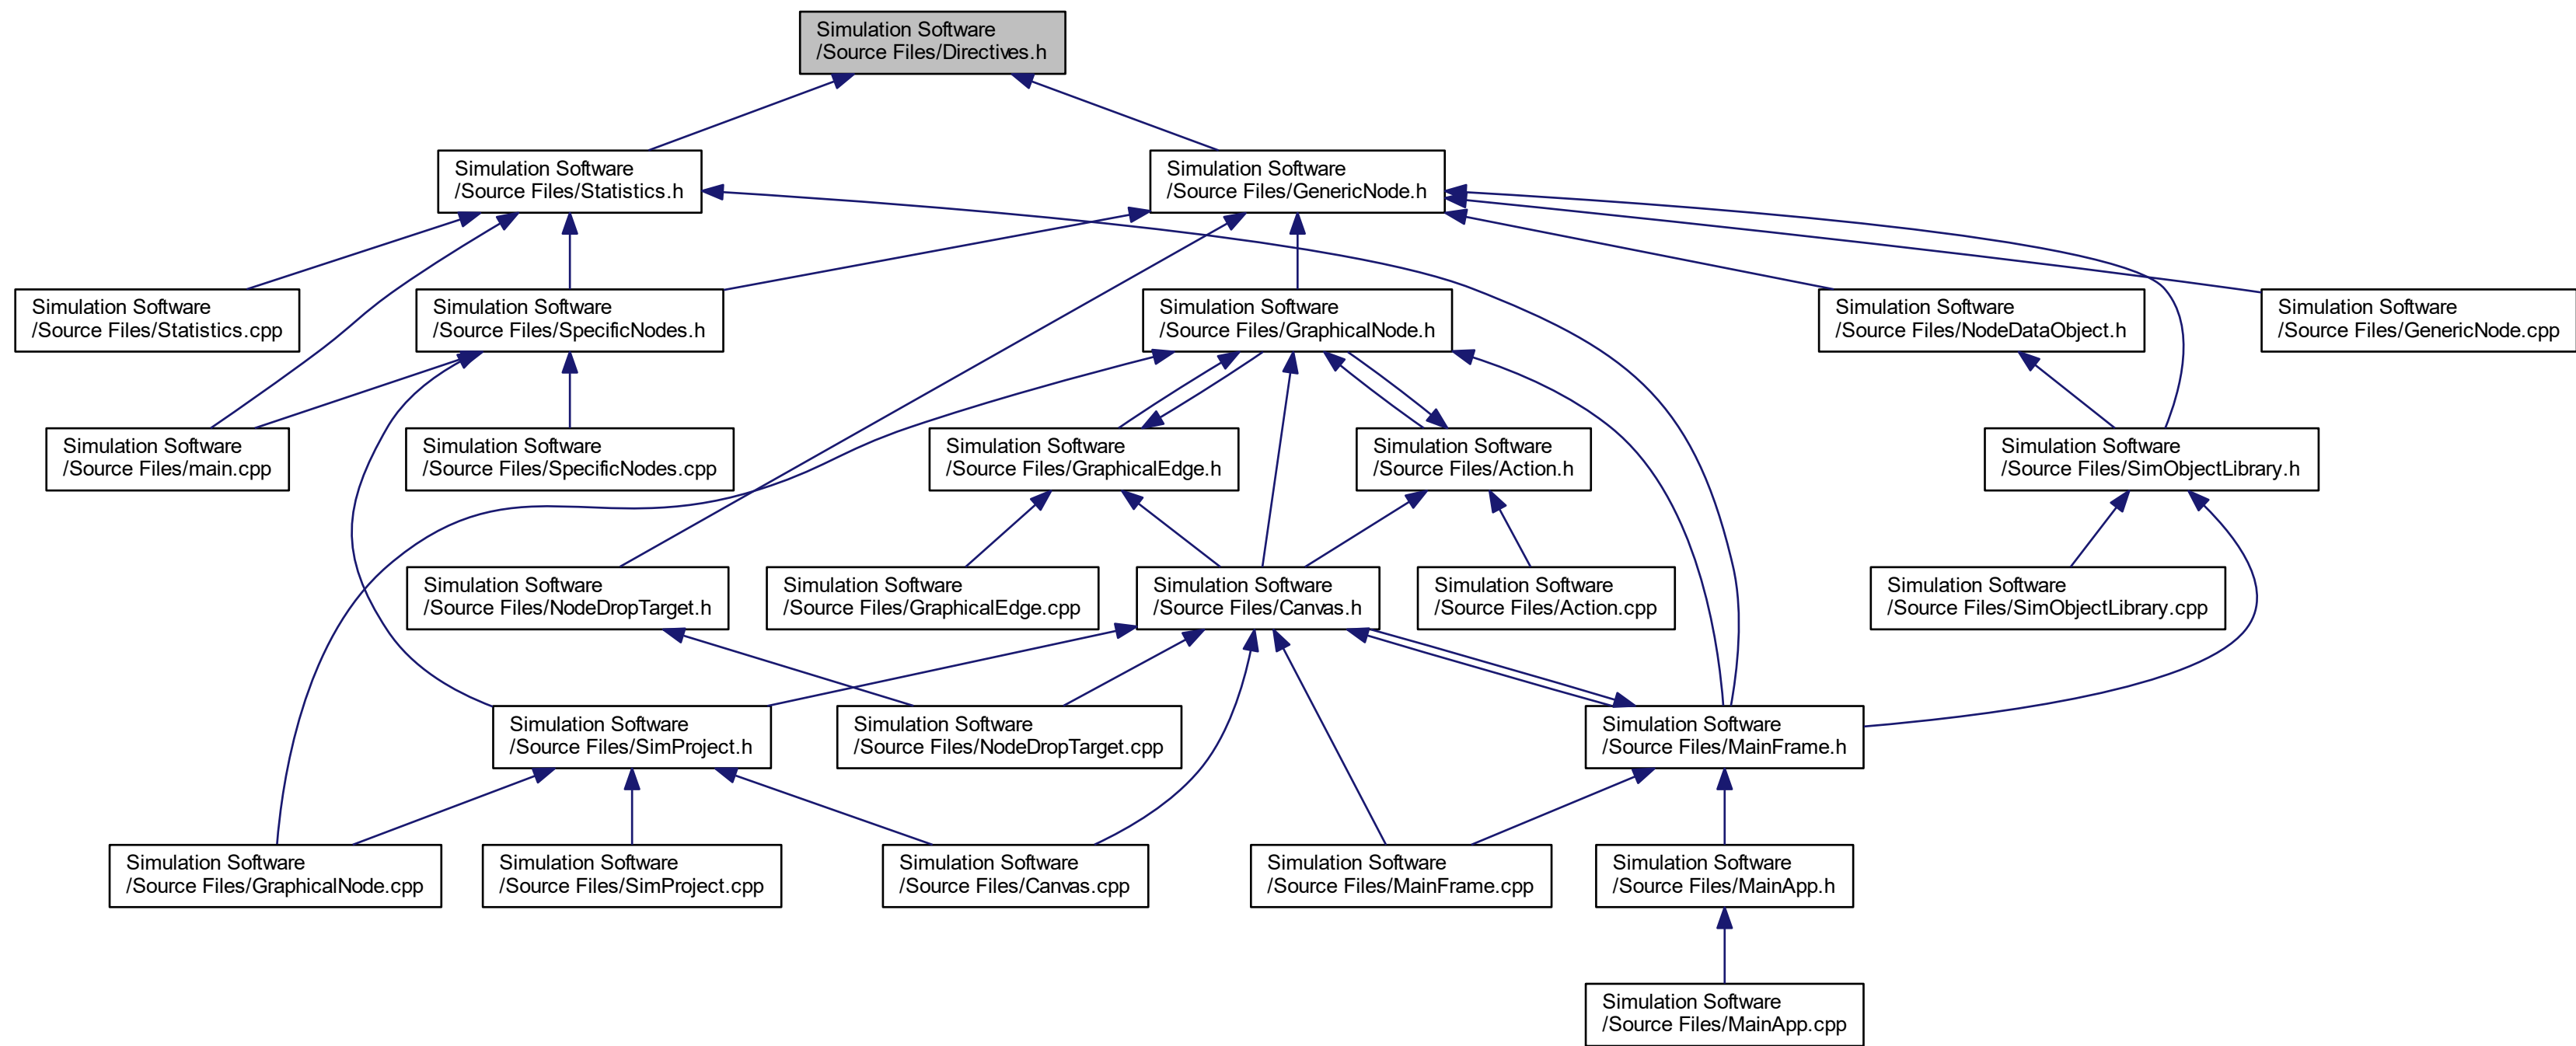 Simulation Software
/Source Files/Directives.h
Simulation Software
/Source Files/Statistics.h
Simulation Software
/Source Files/GenericNode.h
Simulation Software
/Source Files/Statistics.cpp
Simulation Software
/Source Files/SpecificNodes.h
Simulation Software
/Source Files/GraphicalNode.h
Simulation Software
/Source Files/NodeDataObject.h
Simulation Software
/Source Files/GenericNode.cpp
Simulation Software
/Source Files/main.cpp
Simulation Software
/Source Files/SpecificNodes.cpp
Simulation Software
/Source Files/GraphicalEdge.h
Simulation Software
/Source Files/Action.h
Simulation Software
/Source Files/SimObjectLibrary.h
Simulation Software
/Source Files/NodeDropTarget.h
Simulation Software
/Source Files/GraphicalEdge.cpp
Simulation Software
/Source Files/Canvas.h
Simulation Software
/Source Files/Action.cpp
Simulation Software
/Source Files/SimObjectLibrary.cpp
Simulation Software
/Source Files/SimProject.h
Simulation Software
/Source Files/NodeDropTarget.cpp
Simulation Software
/Source Files/MainFrame.h
Simulation Software
/Source Files/GraphicalNode.cpp
Simulation Software
/Source Files/SimProject.cpp
Simulation Software
/Source Files/Canvas.cpp
Simulation Software
/Source Files/MainFrame.cpp
Simulation Software
/Source Files/MainApp.h
Simulation Software
/Source Files/MainApp.cpp